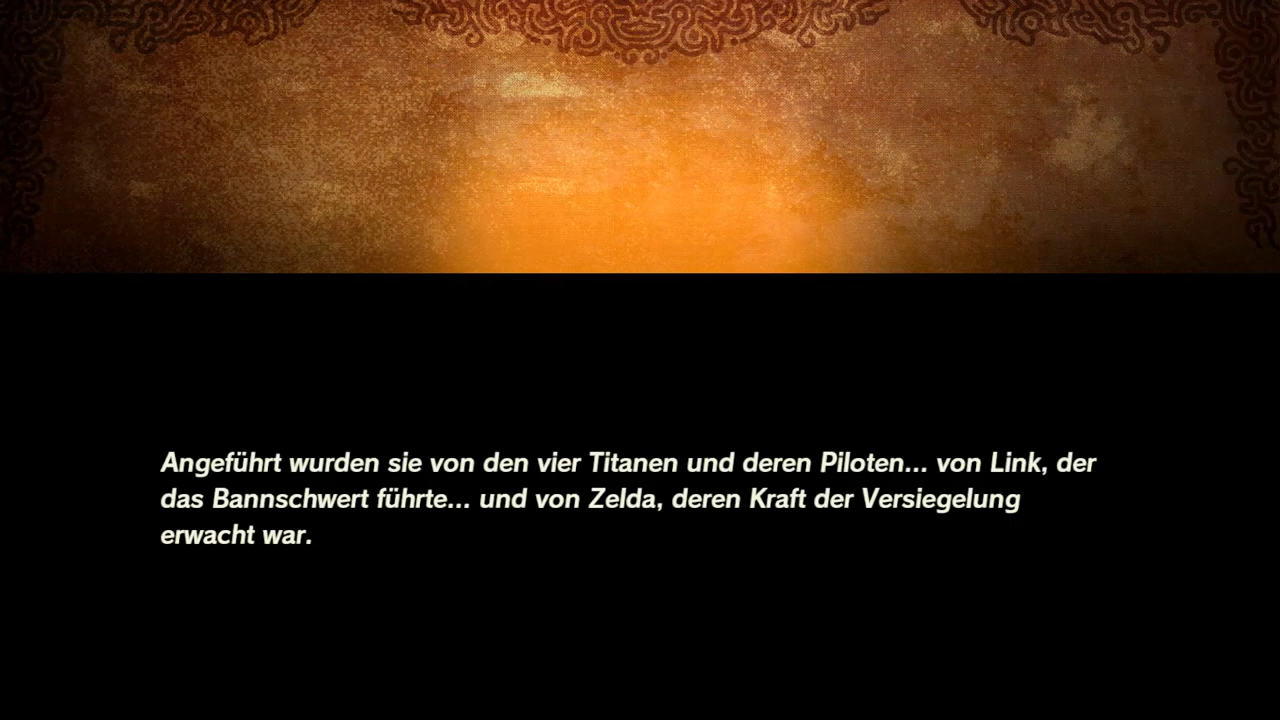 Angeführt wurden sie von den vier Titanen und deren Piloten... von Link, der
das Bannschwert führte... und von Zelda, deren Kraft der Versiegelung
erwacht war.